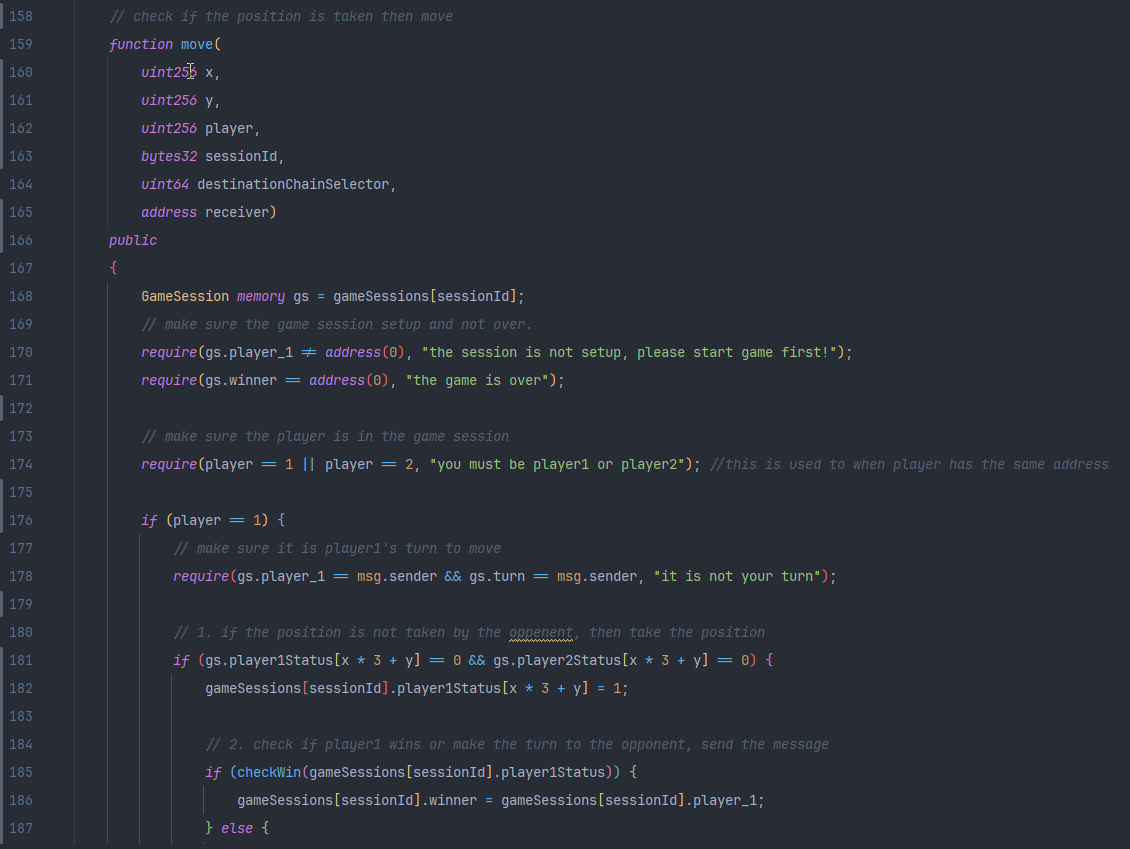 158 // check if the position is taken then move
159 function move(
160 uint256 x,
161 uint256 y,
162 uint256 player,
163 bytes32 sessionId,
164 uint64 destinationChainSelector,
165 address receiver)
166 public
167 {
168 GameSession memory gs = gameSessions[sessionId];
169 // make sure the game session setup and not over.
170 require(gs.player_1 != address(0), "the session is not setup, please start game first!");
171 require(gs.winner == address(0), "the game is over");
172
173 // make sure the player is in the game session
174 require(player == 1 || player == 2, "you must be player1 or player2"); //this is used to when player has the same address
175
176 if (player == 1) {
177 // make sure it is player1's turn to move
178 require(gs.player_1 == msg.sender && gs.turn == msg.sender, "it is not your turn");
179
180 // 1. if the position is not taken by the oppenent, then take the position
181 if (gs.player1Status[x * 3 + y] == 0 && gs.player2Status[x * 3 + y] == 0) {
182 gameSessions[sessionId].player1Status[x * 3 + y] = 1;
183
184 // 2. check if player1 wins or make the turn to the opponent, send the message
185 if (checkWin(gameSessions[sessionId].player1Status)) {
186 gameSessions[sessionId].winner = gameSessions[sessionId].player_1;
187 } else {